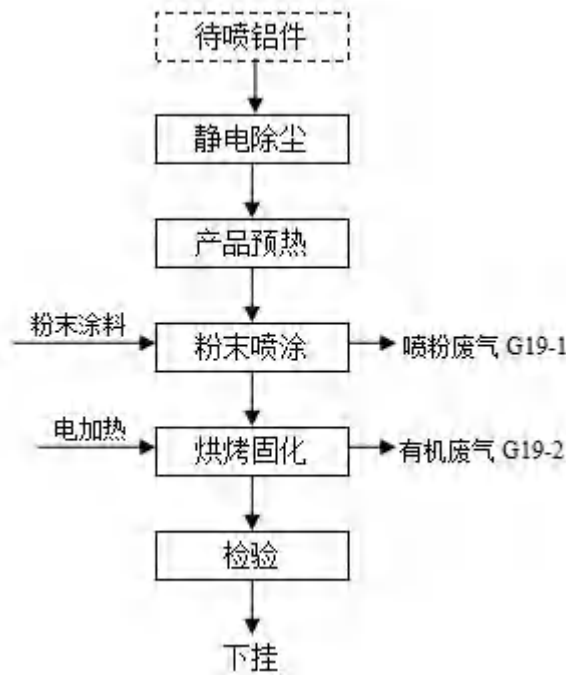 待喷铝件
静电除尘
产品预热
粉末涂料
粉末喷涂
喷粉废气 G19-1
电加热
烘烤固化
有机废气 G19-2
检验
下挂